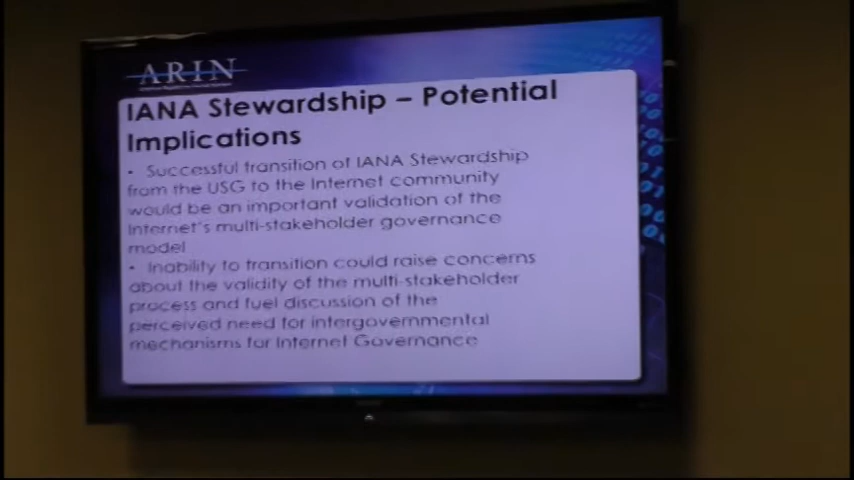 ARIN
IANA Stewardship – Potential
Implications
• Successful transition of IANA Stewardship
from the USG to the Internet community
would be an important validation of the
Internet's multi-stakeholder governance
model
• Inability to transition could raise concerns
about the validity of the multi-stakeholder
process and fuel discussion of the
perceived need for intergovernmental
mechanisms for Internet Governance